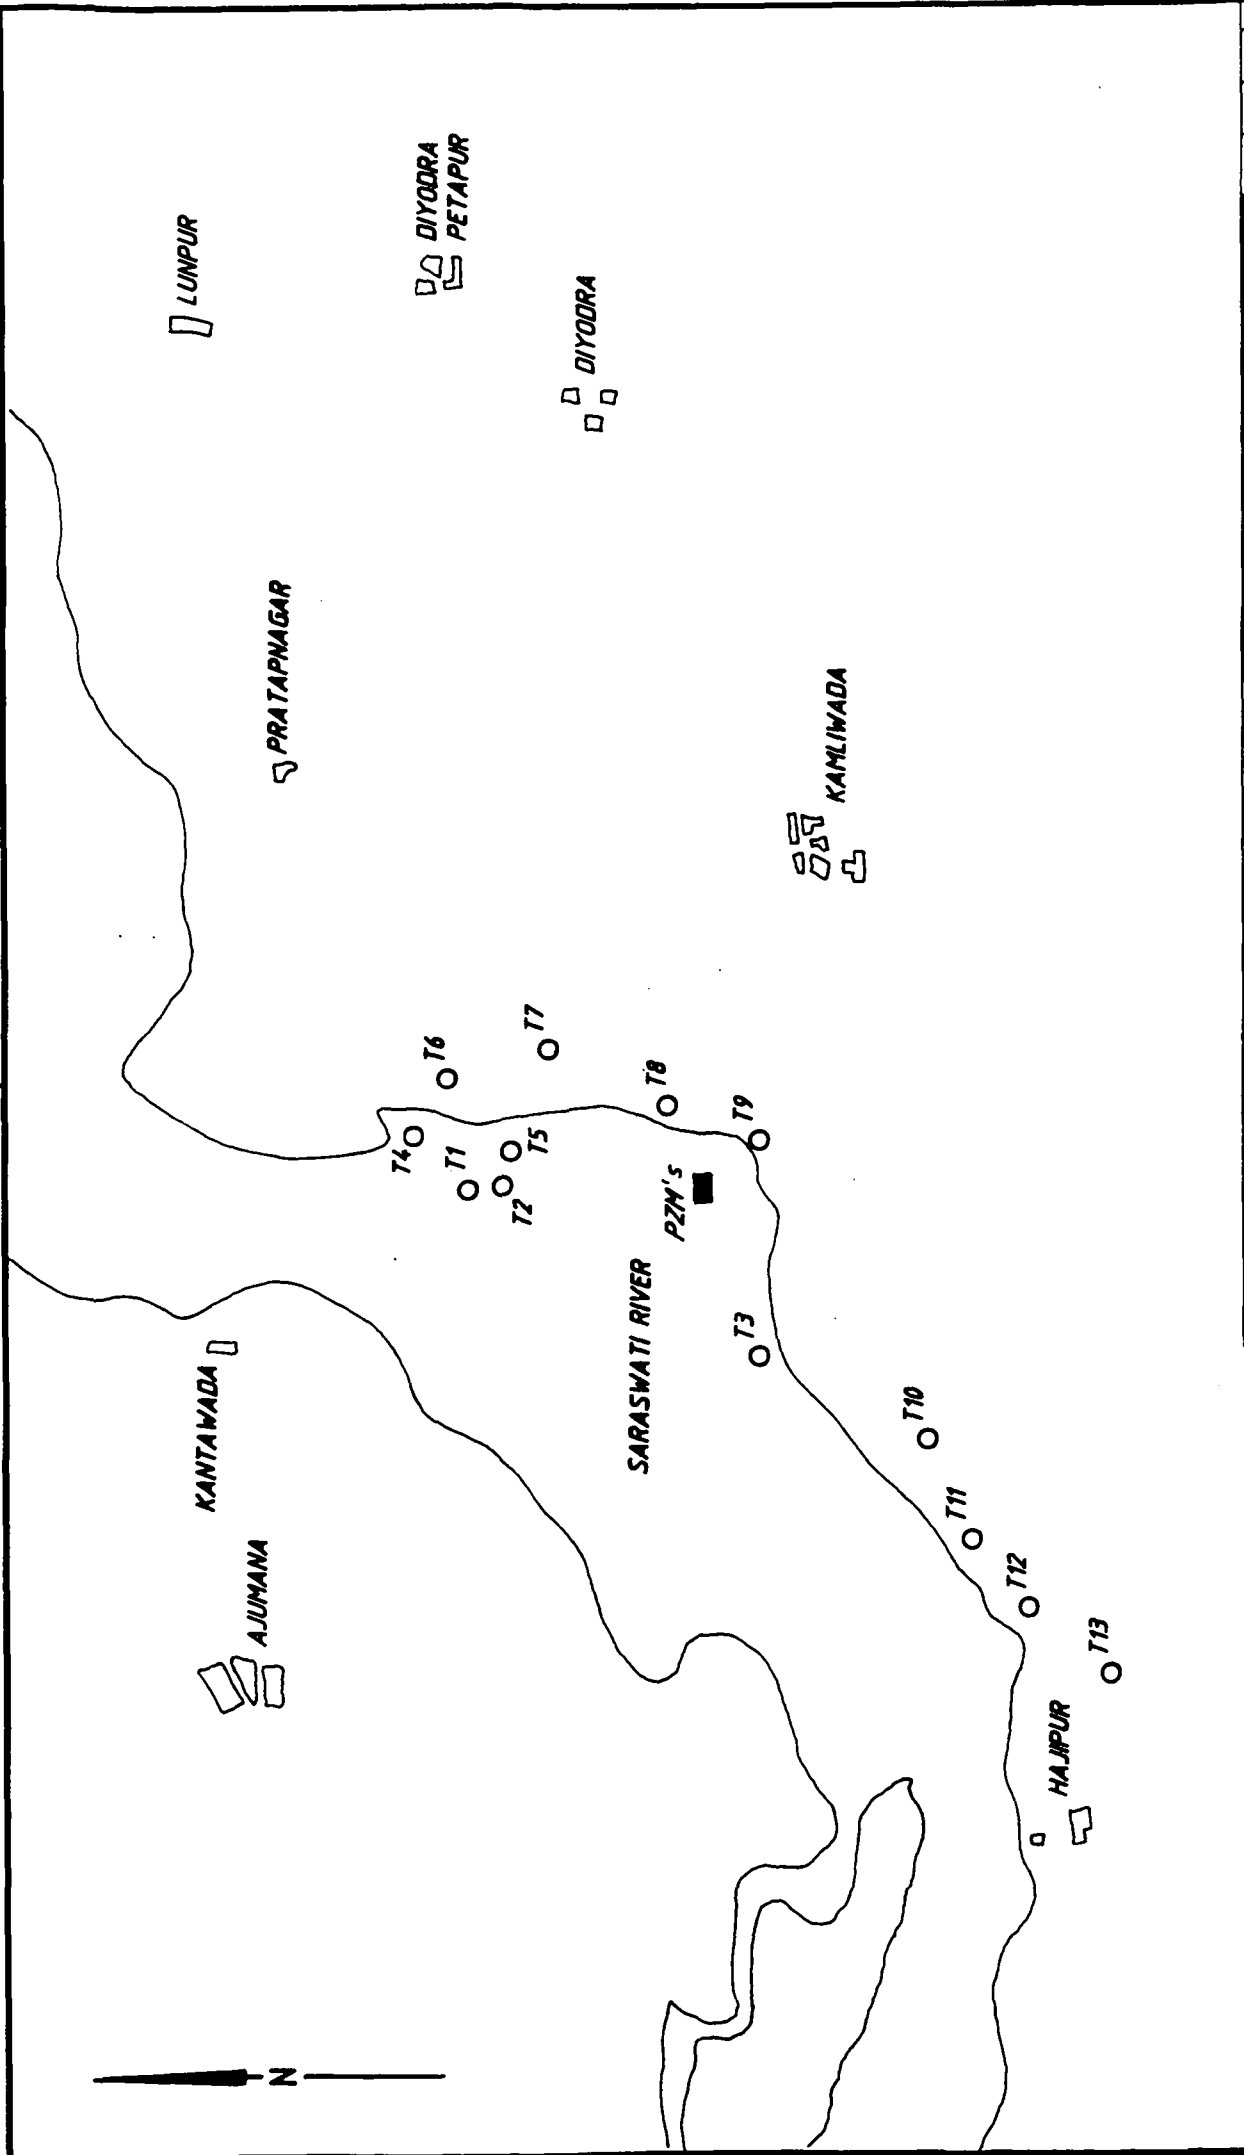 LUNPUR
DIYODRA
PETAPUR
DIYODRA
PRATAPNAGAR
KAMLIWADA
T6
T7
T4
T1
T5
T2
T8
T9
PZM's
KANTAWADA
SARASWATI RIVER
T3
AJUMANA
T10
T11
T12
T13
HAJIPUR
N